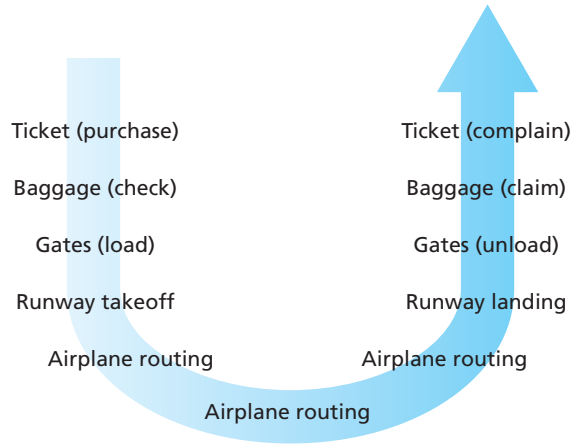 Ticket (purchase)
Baggage (check)
Gates (load)
Runway takeoff
Airplane routing
Airplane routing
Airplane routing
Runway landing
Gates (unload)
Baggage (claim)
Ticket (complain)